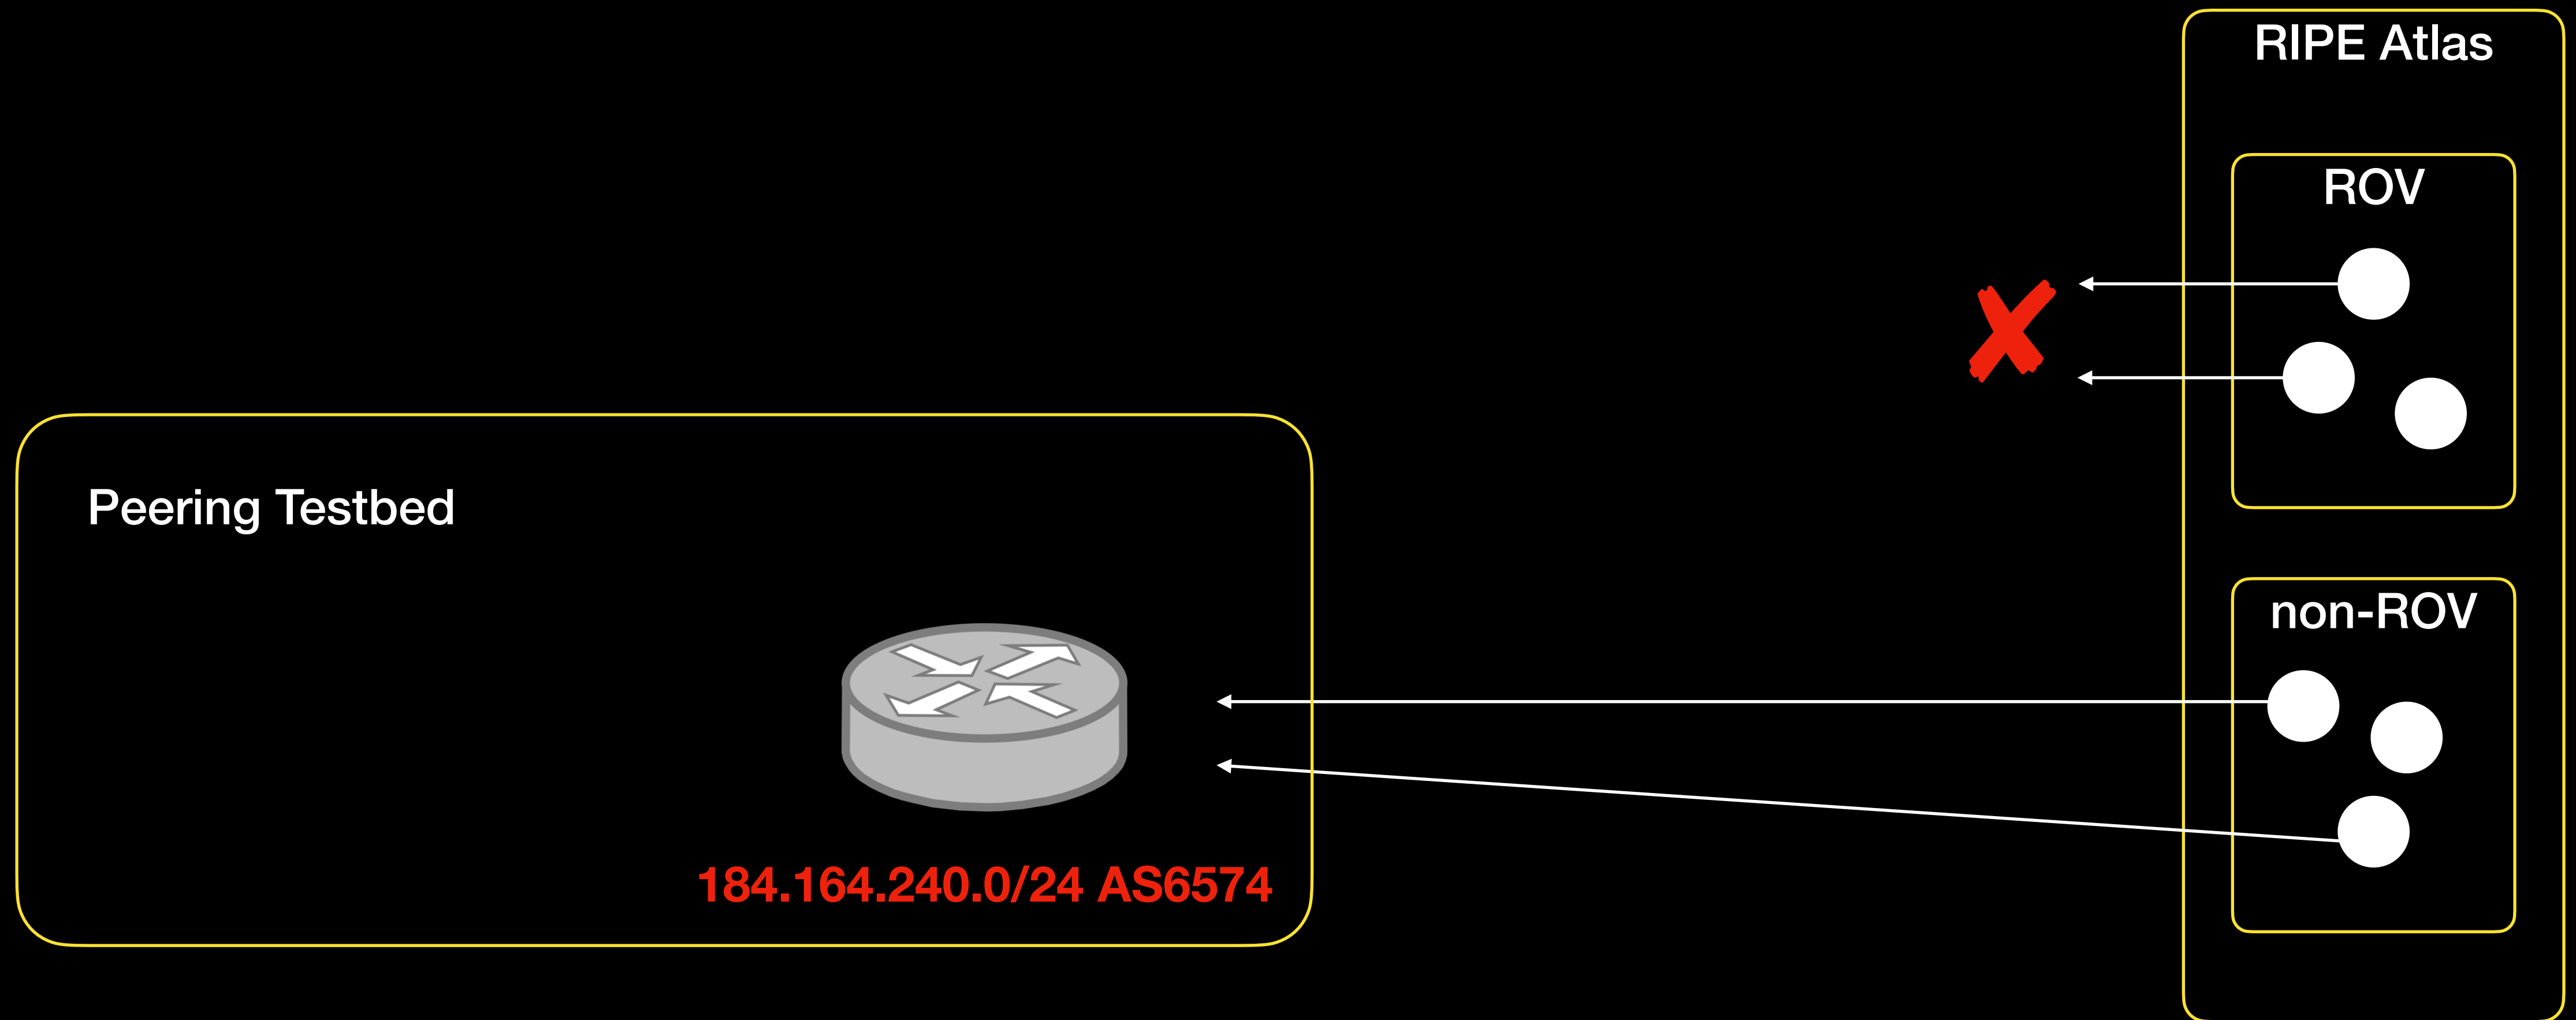 RIPE Atlas
ROV
Peering Testbed
non-ROV
184.164.240.0/24 AS6574